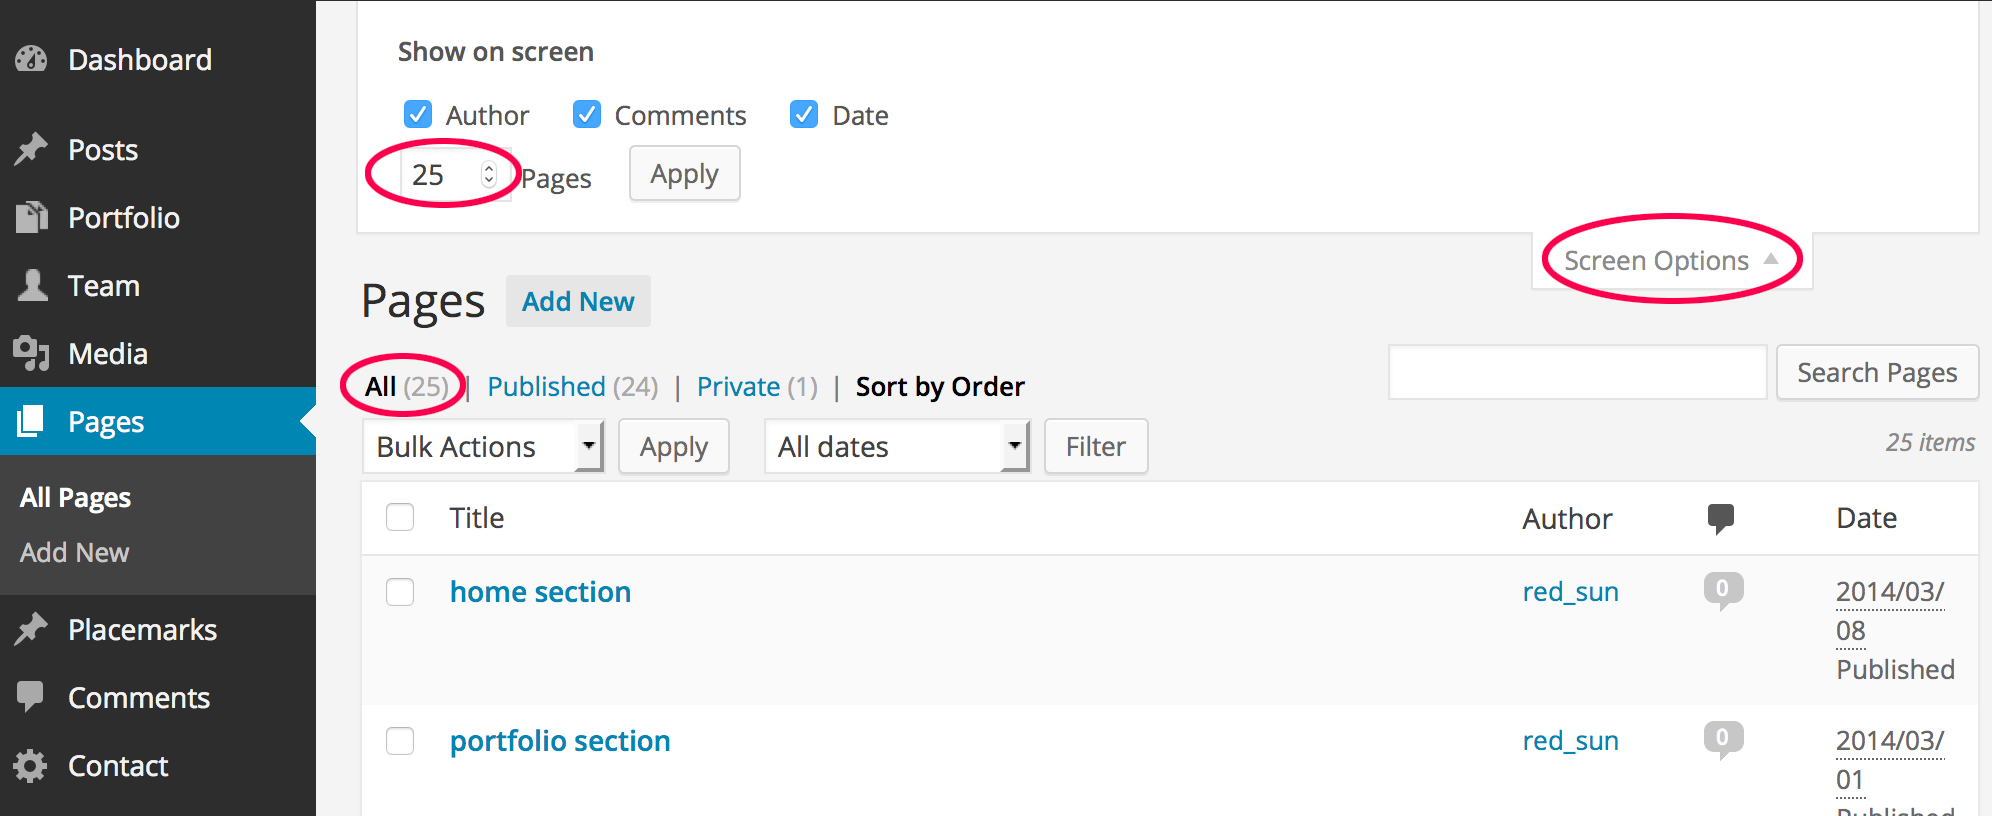 Dashboard
Posts
Portfolio
Team
Media
Pages
All Pages
Add New
Placemarks
Comments
Contact
Show on screen
Author Comments Date
25 Pages Apply
Screen Options
Pages Add New
All (25) | Published (24) | Private (1) | Sort by Order
Search Pages
Bulk Actions Apply All dates Filter
25 items
Title Author Date
home section red_sun 0 2014/03/
08
Published
portfolio section red_sun 0 2014/03/
01
Published